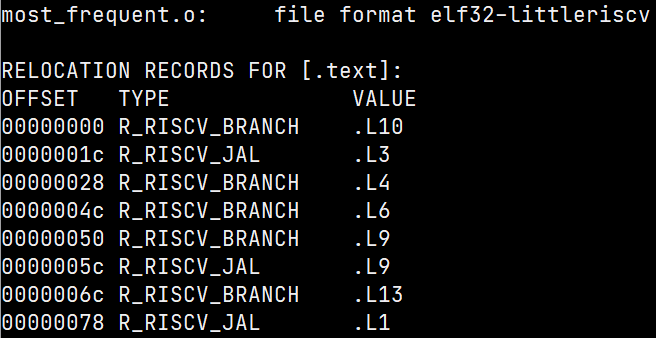 most_frequent.o:     file format elf32-littleriscv

RELOCATION RECORDS FOR [.text]:
OFFSET   TYPE              VALUE
00000000 R_RISCV_BRANCH    .L10
0000001c R_RISCV_JAL       .L3
00000028 R_RISCV_BRANCH    .L4
0000004c R_RISCV_BRANCH    .L6
00000050 R_RISCV_BRANCH    .L9
0000005c R_RISCV_JAL       .L9
0000006c R_RISCV_BRANCH    .L13
00000078 R_RISCV_JAL       .L1